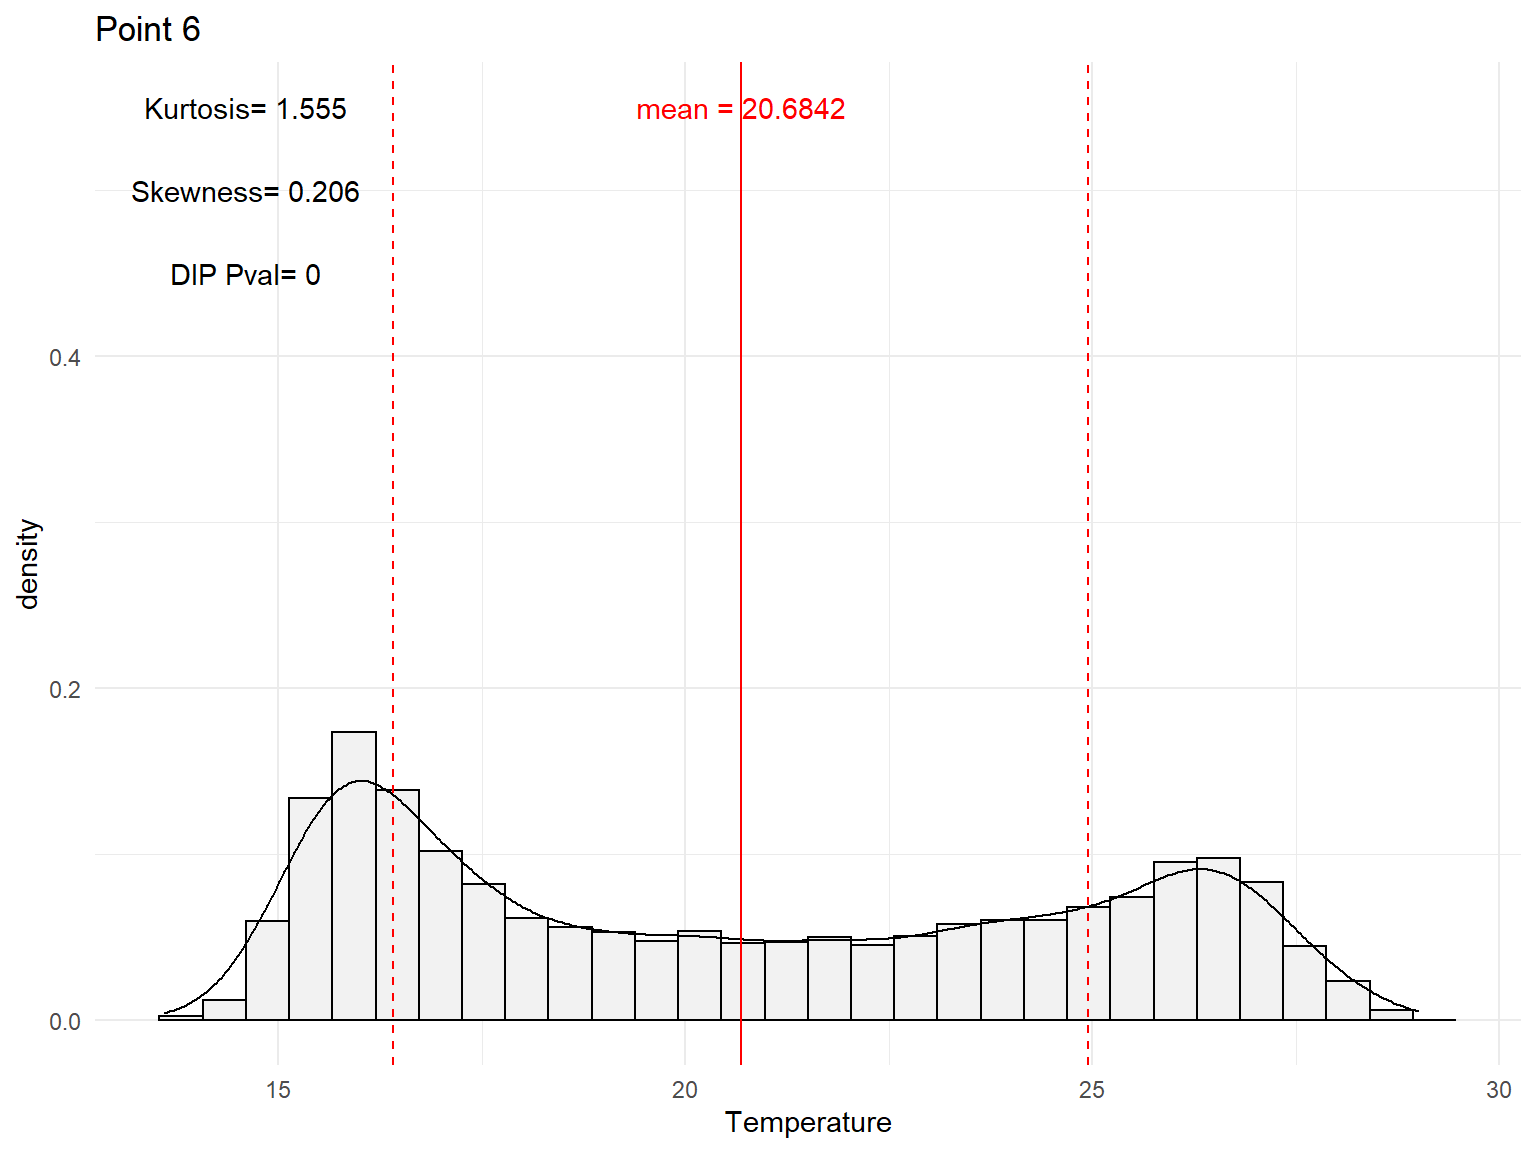 Point 6
Kurtosis= 1.555
mean = 20.6842
Skewness= 0.206
DIP Pval= 0
0.4
0.2
0.0
density
15
20
25
30
Temperature